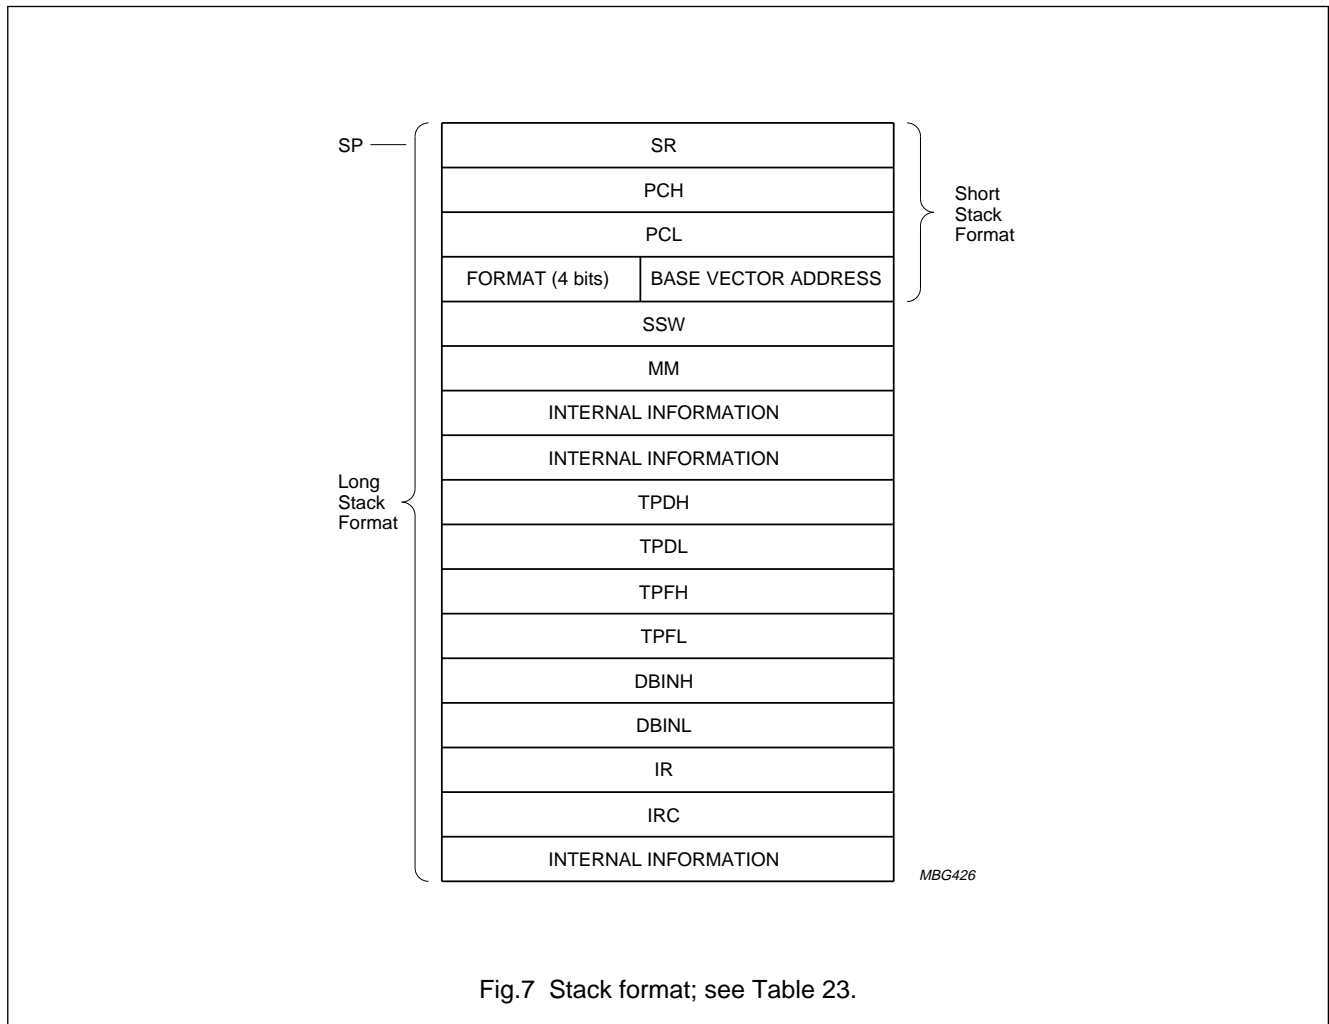 SP
SR
PCH
PCL
Short
Stack
Format
FORMAT (4 bits) BASE VECTOR ADDRESS
SSW
MM
INTERNAL INFORMATION
INTERNAL INFORMATION
Long
Stack
Format
TPDH
TPDL
TPFH
TPFL
DBINH
DBINL
IR
IRC
INTERNAL INFORMATION
MBG426
Fig.7 Stack format; see Table 23.